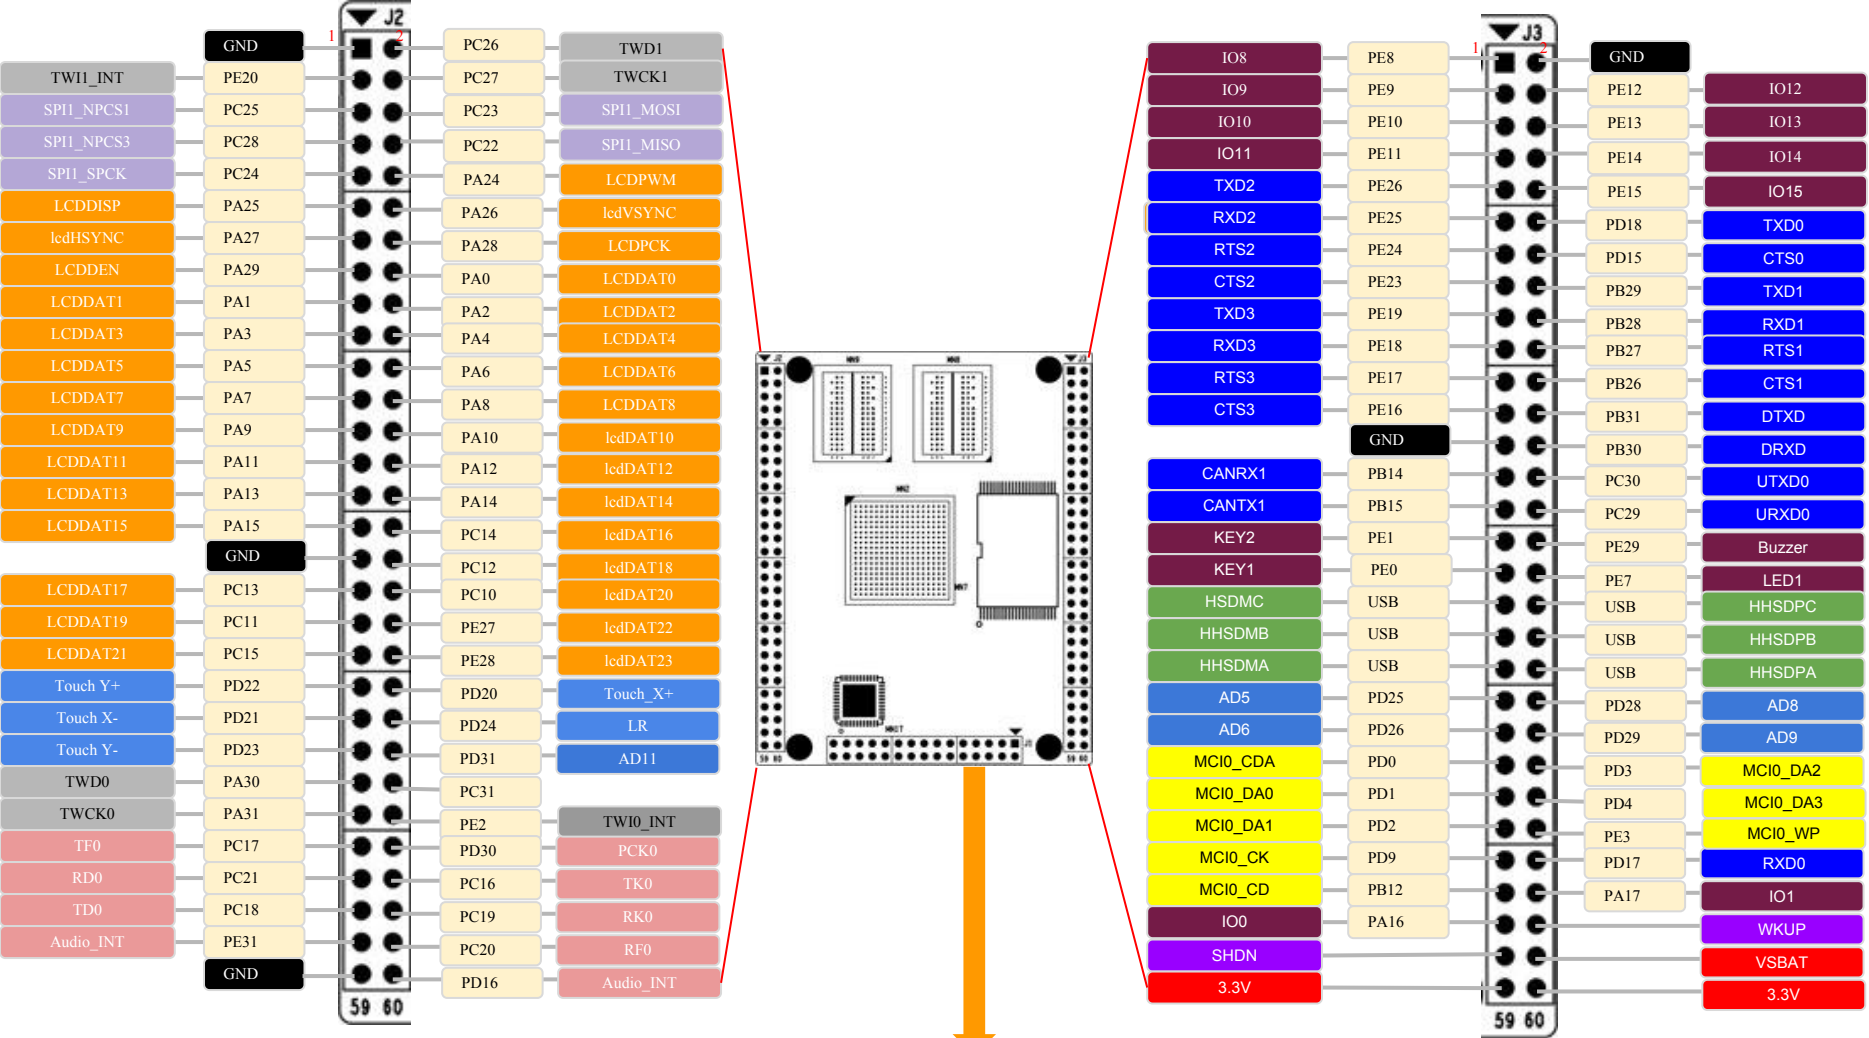 J2
1 2
GND PC26 TWD1
TWI1_INT PE20 PC27 TWCK1
SPI1_NPCS1 PC25 PC23 SPI1_MOSI
SPI1_NPCS3 PC28 PC22 SPI1_MISO
SPI1_SPCK PC24 PA24 LCDPWM
LCDDISP PA25 PA26 lcdVSYNC
lcdHSYNC PA27 PA28 LCDPCK
LCDDEN PA29 PA0 LCDDAT0
LCDDAT1 PA1 PA2 LCDDAT2
LCDDAT3 PA3 PA4 LCDDAT4
LCDDAT5 PA5 PA6 LCDDAT6
LCDDAT7 PA7 PA8 LCDDAT8
LCDDAT9 PA9 PA10 lcdDAT10
LCDDAT11 PA11 PA12 lcdDAT12
LCDDAT13 PA13 PA14 lcdDAT14
LCDDAT15 PA15 PC14 lcdDAT16
GND PC12 lcdDAT18
LCDDAT17 PC13 PC10 lcdDAT20
LCDDAT19 PC11 PE27 lcdDAT22
LCDDAT21 PC15 PE28 lcdDAT23
Touch Y+ PD22 PD20 Touch_X+
Touch X- PD21 PD24 LR
Touch Y- PD23 PD31 AD11
TWD0 PA30 PC31
TWCK0 PA31 PE2 TWI0_INT
TF0 PC17 PD30 PCK0
RD0 PC21 PC16 TK0
TD0 PC18 PC19 RK0
Audio_INT PE31 PC20 RF0
GND PD16 Audio_INT
59 60
J2 J3
J1
59 60 59 60
J3
1 2
IO8 PE8 GND
IO9 PE9 PE12 IO12
IO10 PE10 PE13 IO13
IO11 PE11 PE14 IO14
TXD2 PE26 PE15 IO15
RXD2 PE25 PD18 TXD0
RTS2 PE24 PD15 CTS0
CTS2 PE23 PB29 TXD1
TXD3 PE19 PB28 RXD1
RXD3 PE18 PB27 RTS1
RTS3 PE17 PB26 CTS1
CTS3 PE16 PB31 DTXD
GND PB30 DRXD
CANRX1 PB14 PC30 UTXD0
CANTX1 PB15 PC29 URXD0
KEY2 PE1 PE29 Buzzer
KEY1 PE0 PE7 LED1
HSDMC USB USB HHSDPC
HHSDMB USB USB HHSDPB
HHSDMA USB USB HHSDPA
AD5 PD25 PD28 AD8
AD6 PD26 PD29 AD9
MCI0_CDA PD0 PD3 MCI0_DA2
MCI0_DA0 PD1 PD4 MCI0_DA3
MCI0_DA1 PD2 PE3 MCI0_WP
MCI0_CK PD9 PD17 RXD0
MCI0_CD PB12 PA17 IO1
IO0 PA16 WKUP
SHDN VSBAT
3.3V 3.3V
59 60